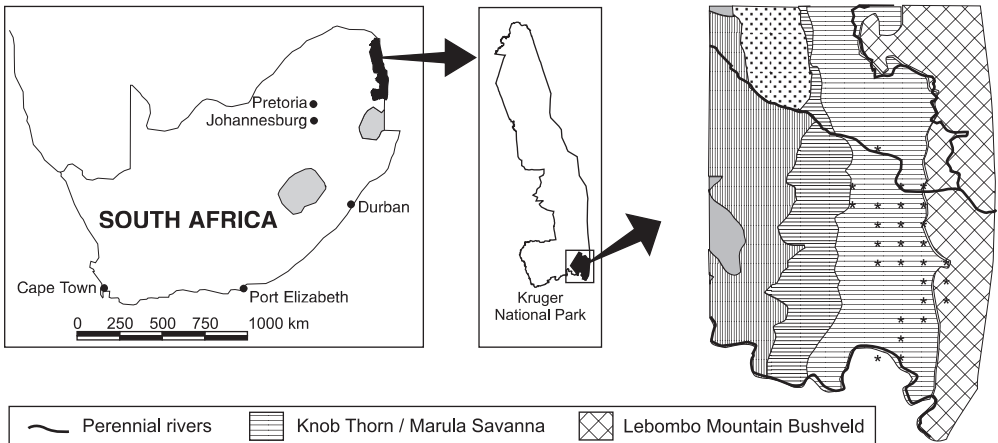 Pretoria
Johannesburg
SOUTH AFRICA
Durban
Cape Town
Port Elizabeth
0 250 500 750 1000 km
Kruger
National Park
Perennial rivers
Knob Thorn / Marula Savanna
Lebombo Mountain Bushveld